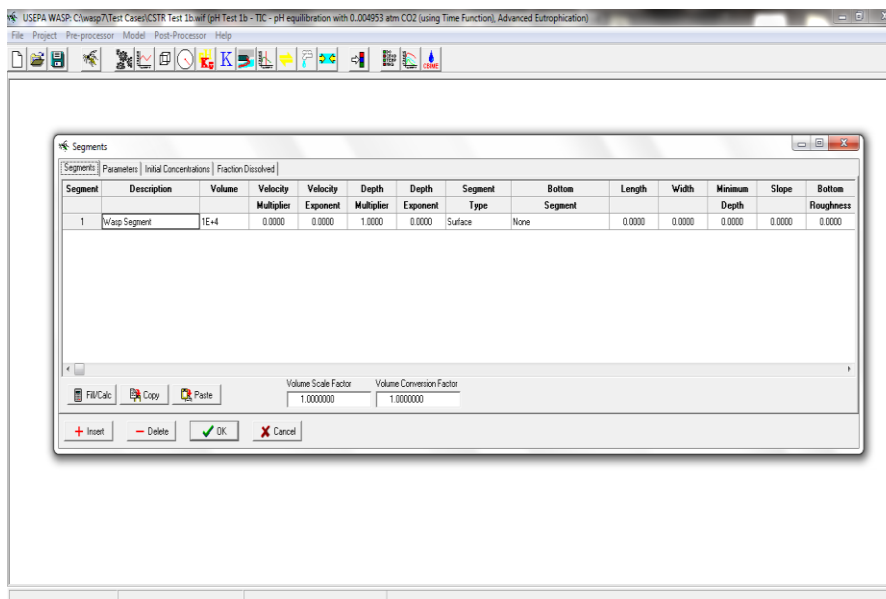 USEPA WASP: C:\wasp7\Test Cases\CSTR Test 1b.wif (pH Test 1b - TIC - pH equilibration with 0.004953 atm CO2 (using Time Function), Advanced Eutrophication)
File Project Pre-processor Model Post-Processor Help
K
CBIME
Segments
Segments Parameters Initial Concentrations Fraction Dissolved
Segment Description Volume Velocity Velocity Depth Depth Segment Bottom Length Width Minimum Slope Bottom
Multiplier Exponent Multiplier Exponent Type Segment Depth Roughness
1 Wasp Segment 1E+4 0.0000 0.0000 1.0000 0.0000 Surface None 0.0000 0.0000 0.0000 0.0000 0.0000
Volume Scale Factor Volume Conversion Factor
Fill/Calc Copy Paste 1.0000000 1.0000000
Insert Delete OK Cancel